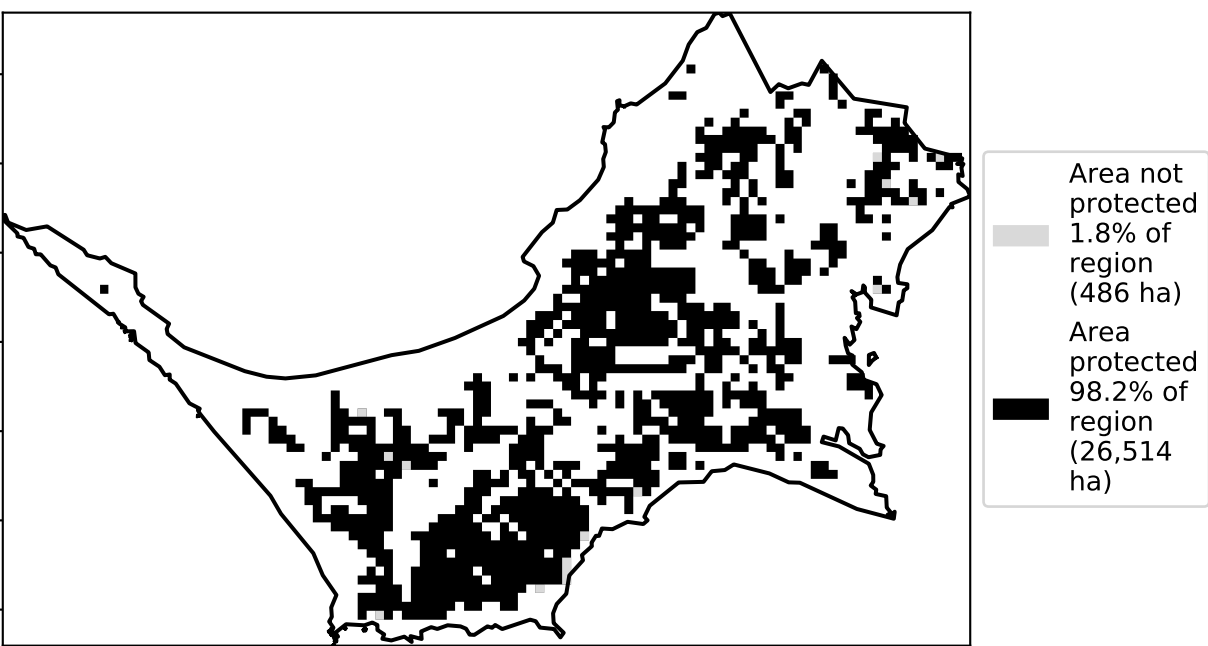 Area not
protected
1.8% of
region
(486 ha)
Area
protected
98.2% of
region
(26,514
ha)